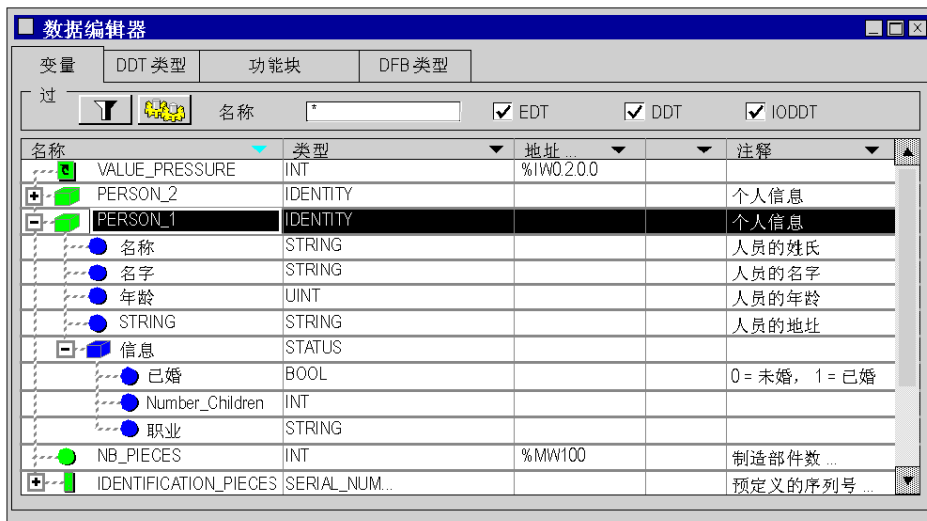 数据编辑器
变量 DDT 类型 功能块 DFB 类型
过
名称 * EDT DDT IODDT
名称 类型 地址 ... 注释
VALUE_PRESSURE INT %IW0.2.0.0
PERSON_2 IDENTITY 个人信息
PERSON_1 IDENTITY 个人信息
名称 STRING 人员的姓氏
名字 STRING 人员的名字
年龄 UINT 人员的年龄
STRING STRING 人员的地址
信息 STATUS
已婚 BOOL 0 = 未婚， 1 = 已婚
Number_Children INT
职业 STRING
NB_PIECES INT %MW100 制造部件数 ...
IDENTIFICATION_PIECES SERIAL_NUM... 预定义的序列号 ...